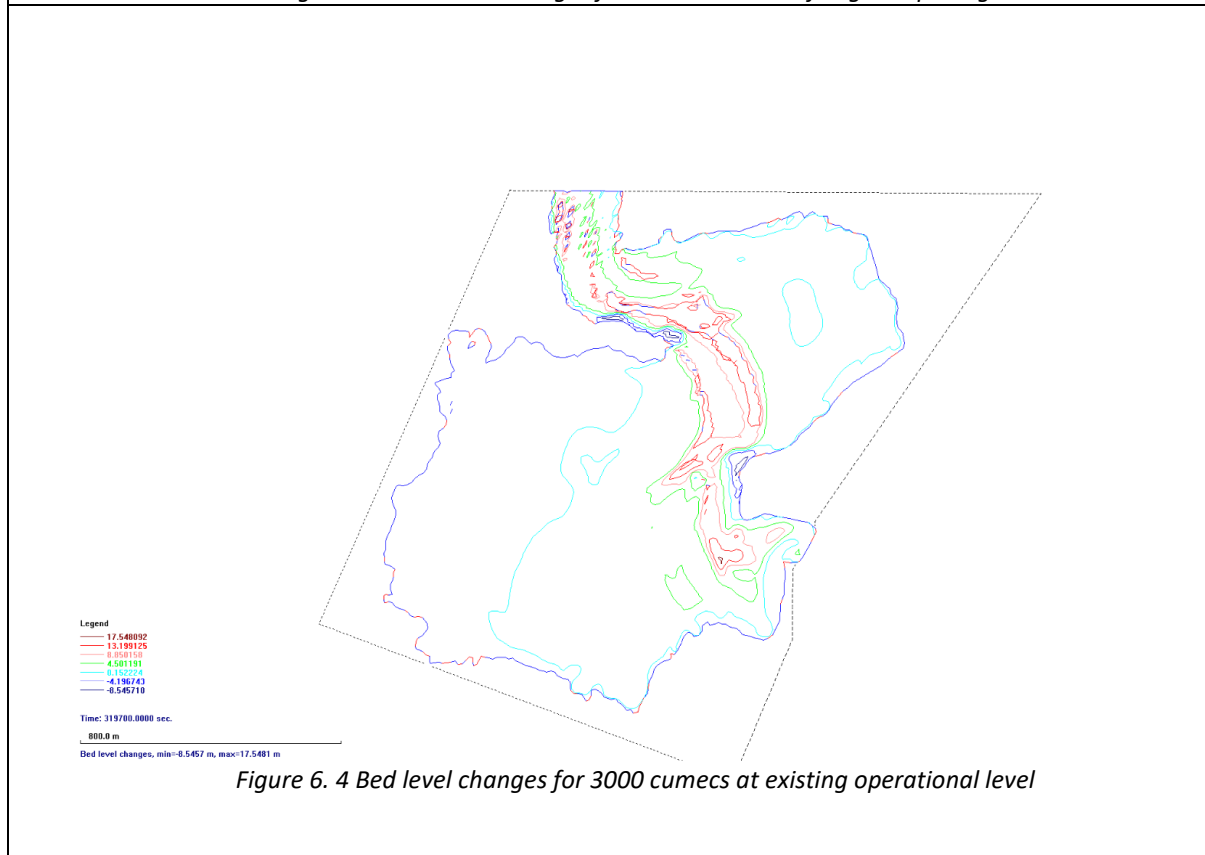 Legend
17.548092
13.199125
8.850158
4.501191
0.152224
-4.196743
-8.545710
Time: 319700.0000 sec.
800.0 m
Bed level changes, min=-8.5457 m, max=17.5481 m
Figure 6. 4 Bed level changes for 3000 cumecs at existing operational level